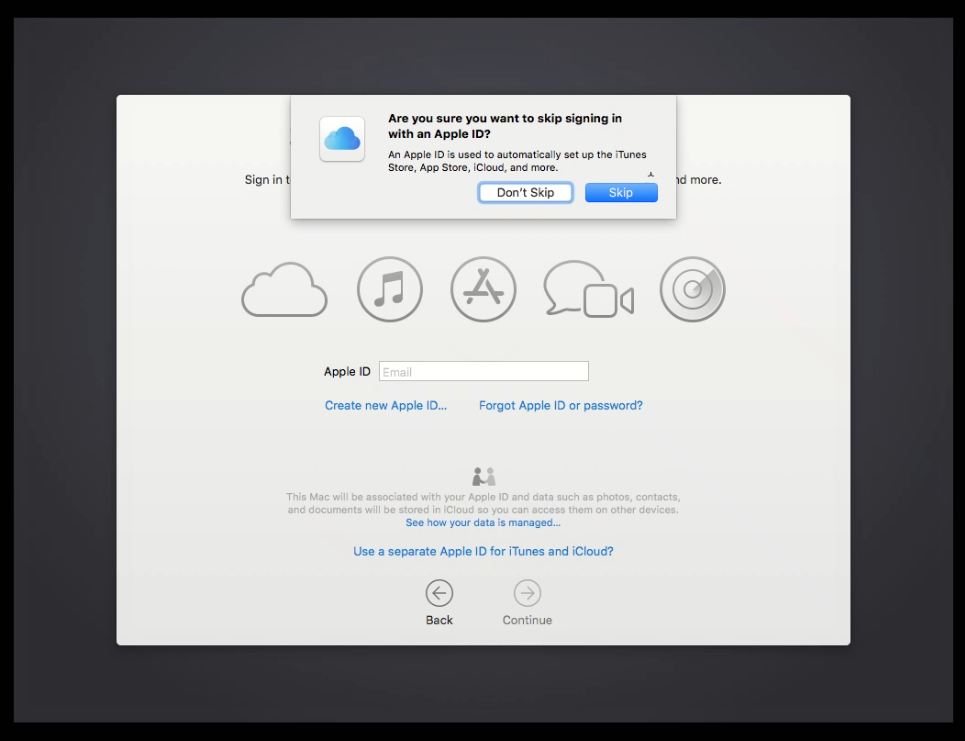 Are you sure you want to skip signing in
with an Apple ID?
An Apple ID is used to automatically set up the iTunes
Store, App Store, iCloud, and more.
Don't Skip
Skip
Sign in t
nd more.
Apple ID
Email
Create new Apple ID...
Forgot Apple ID or password?
This Mac will be associated with your Apple ID and data such as photos, contacts,
and documents will be stored in iCloud so you can access them on other devices.
See how your data is managed...
Use a separate Apple ID for iTunes and iCloud?
Back
Continue